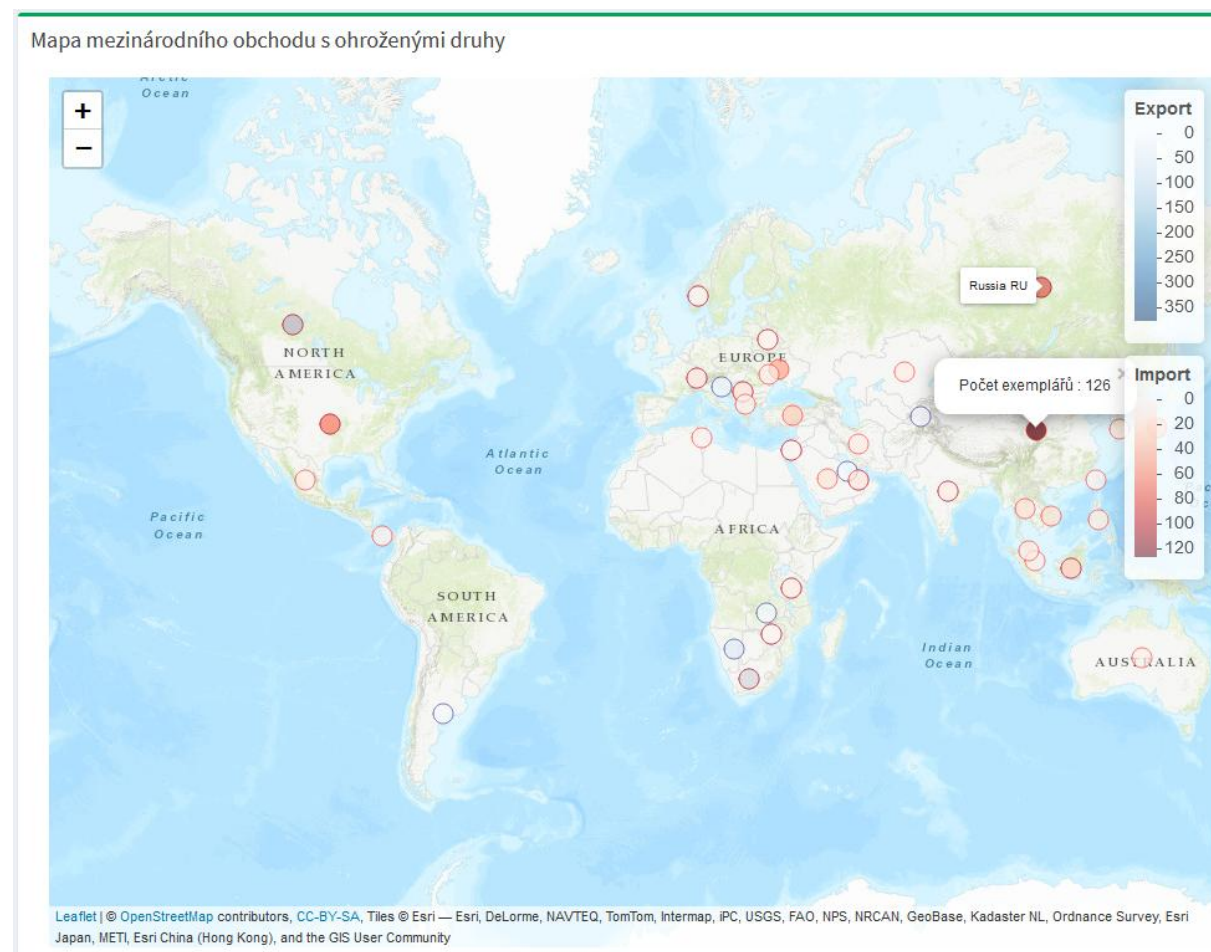 Mapa mezinárodního obchodu s ohroženými druhy
+
−
Arctic
Ocean
Export
- 0
- 50
- 100
- 150
- 200
- 250
- 300
- 350
Russia RU
NORTH
AMERICA
EUROPE
Počet exemplářů : 126
×
Import
- 0
- 20
- 40
- 60
- 80
- 100
- 120
Atlantic
Ocean
Pacific
Ocean
AFRICA
SOUTH
AMERICA
Indian
Ocean
AUSTRALIA
Leaflet | © OpenStreetMap contributors, CC-BY-SA, Tiles © Esri — Esri, DeLorme, NAVTEQ, TomTom, Intermap, iPC, USGS, FAO, NPS, NRCAN, GeoBase, Kadaster NL, Ordnance Survey, Esri
Japan, METI, Esri China (Hong Kong), and the GIS User Community